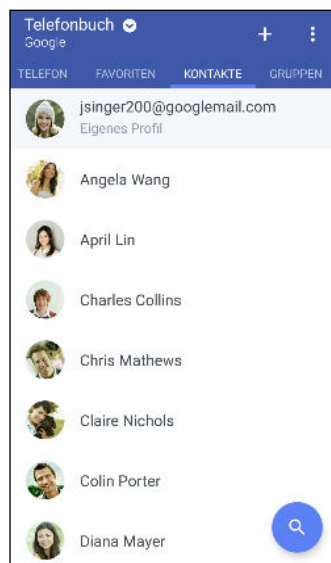 Telefonbuch
Google
TELEFON FAVORITEN KONTAKTE GRUPPEN
jsinger200@googlemail.com
Eigenes Profil
Angela Wang
April Lin
Charles Collins
Chris Mathews
Claire Nichols
Colin Porter
Diana Mayer